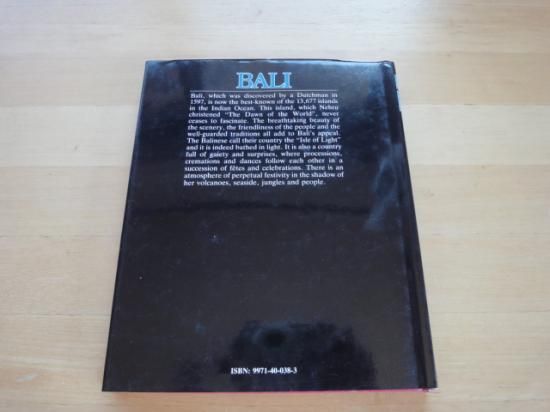 BALI
Bali, which was discovered by a Dutchman in
1597, is now the best-known of the 13,677 islands
in the Indian Ocean. This island, which Nehru
christened "The Dawn of the World", never
ceases to fascinate. The breathtaking beauty of
the scenery, the friendliness of the people and the
well-guarded traditions all add to Bali's appeal.
The Balinese call their country the "Isle of Light"
and it is indeed bathed in light. It is also a country
full of gaiety and surprises, where processions,
cremations and dances follow each other in a
succession of fêtes and celebrations. There is an
atmosphere of perpetual festivity in the shadow of
her volcanoes, seaside, jungles and people.
ISBN: 9971-40-038-3